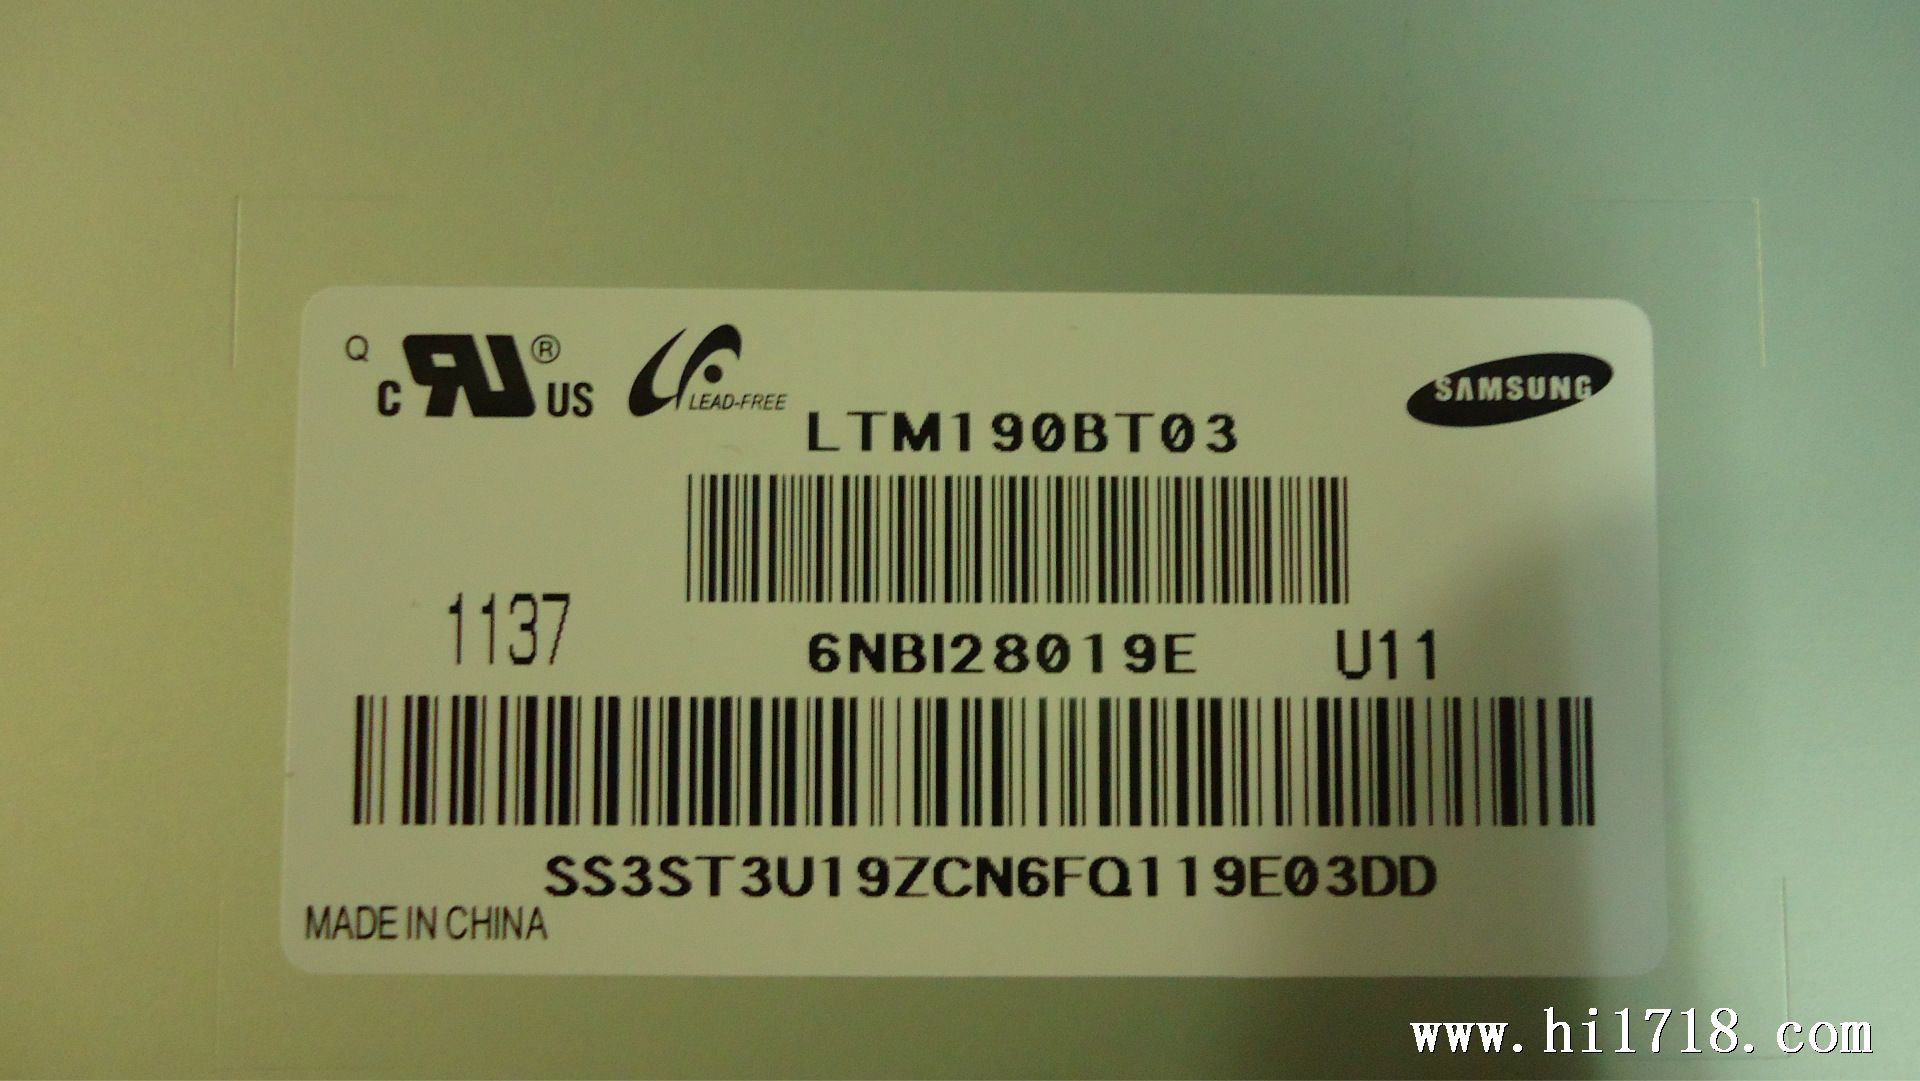 Q
C RU ® US
LEAD-FREE
SAMSUNG
LTM190BT03
1137
6NBI28019E
U11
SS3ST3U19ZCN6FQ119E03DD
MADE IN CHINA
www.hi1718.com